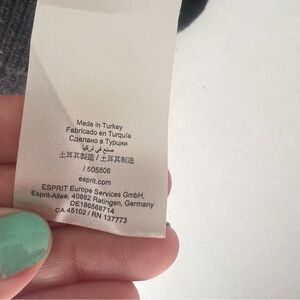 Made in Turkey
Fabricado en Turquía
Сделано в Турции
صنع في تركيا
土耳其製造 / 土耳其制造
/ 505806
esprit.com
ESPRIT Europe Services GmbH,
Esprit-Allee, 40882 Ratingen, Germany
DE186566714
CA 45102 / RN 137773